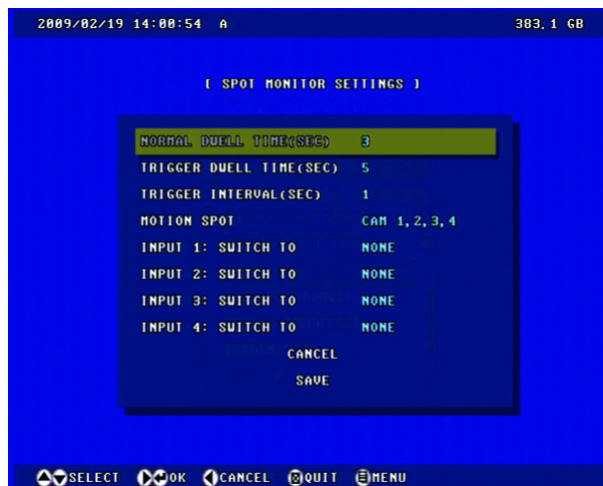 2009/02/19 14:00:54 A 383.1 GB
[ SPOT MONITOR SETTINGS ]
NORMAL DWELL TIME(SEC) 3
TRIGGER DWELL TIME(SEC) 5
TRIGGER INTERVAL(SEC) 1
MOTION SPOT CAM 1,2,3,4
INPUT 1: SWITCH TO NONE
INPUT 2: SWITCH TO NONE
INPUT 3: SWITCH TO NONE
INPUT 4: SWITCH TO NONE
CANCEL
SAVE
SELECT OK CANCEL QUIT MENU